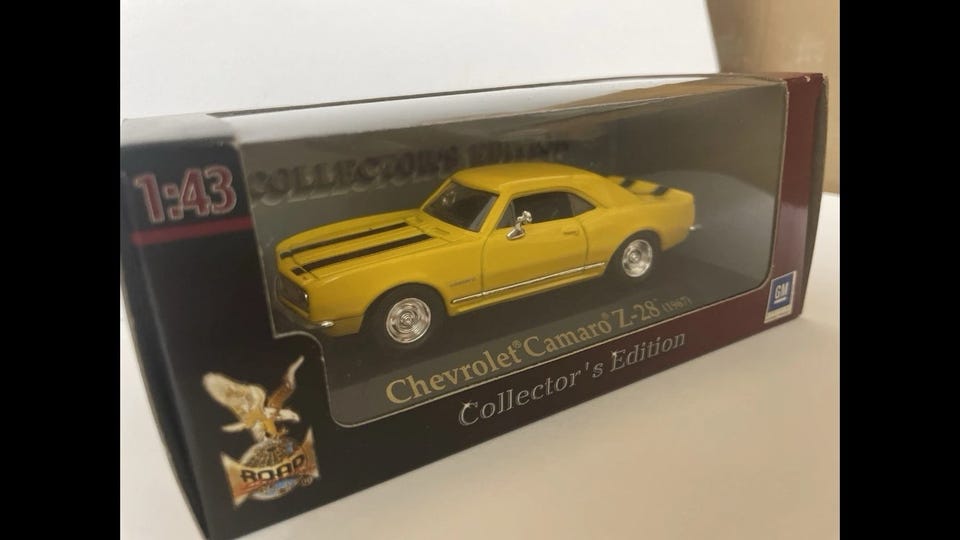 1:43
COLLECTOR'S EDITION
Chevrolet® Camaro® Z-28 (1967)
Collector's Edition
GM
ROAD